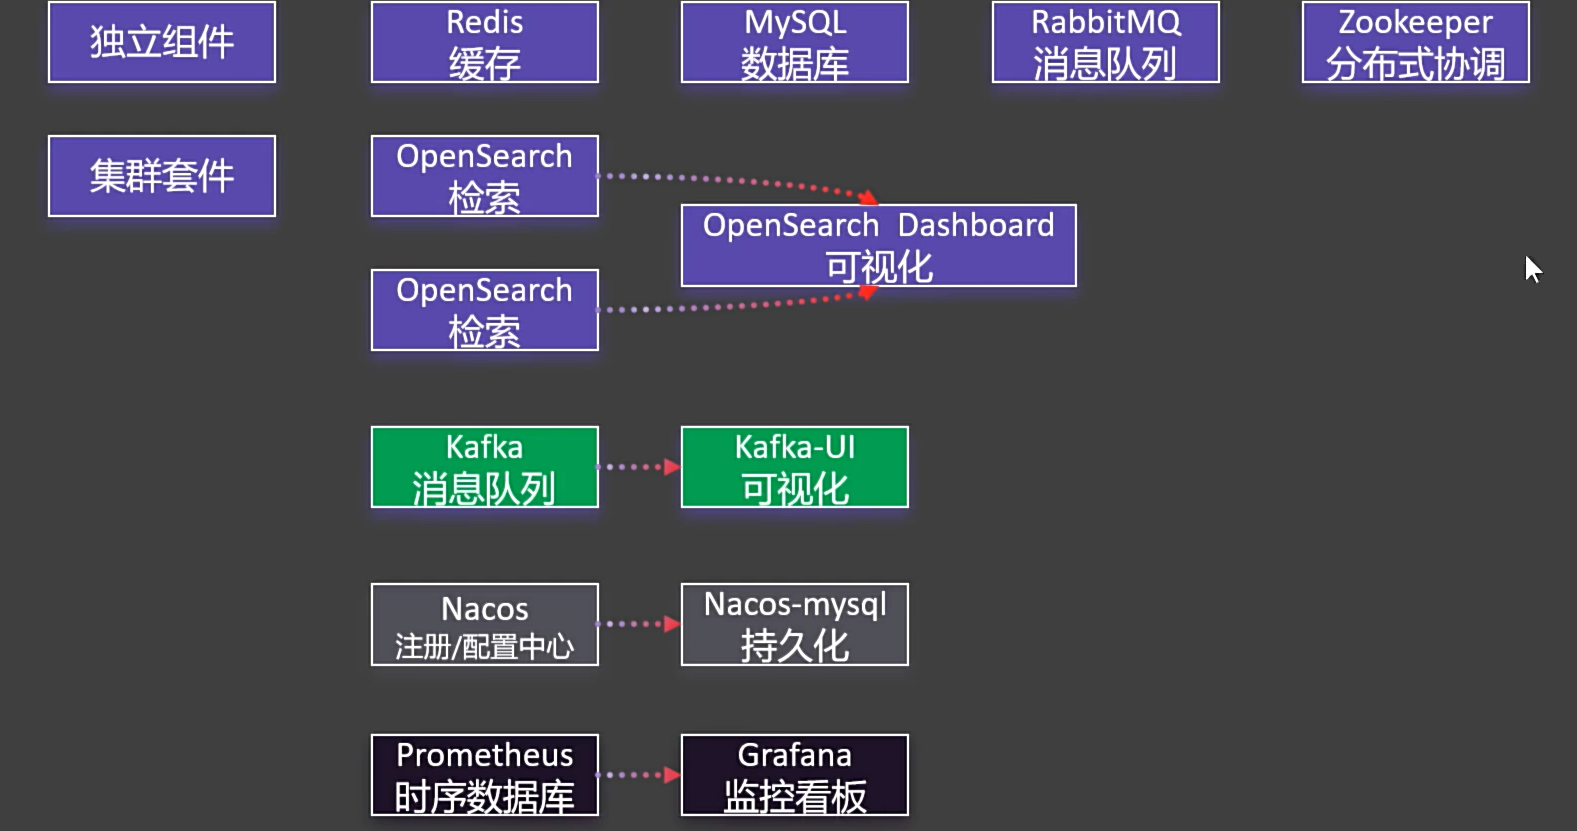 独立组件
Redis
缓存
MySQL
数据库
RabbitMQ
消息队列
Zookeeper
分布式协调
集群套件
OpenSearch
检索
OpenSearch Dashboard
可视化
OpenSearch
检索
Kafka
消息队列
Kafka-UI
可视化
Nacos
注册/配置中心
Nacos-mysql
持久化
Prometheus
时序数据库
Grafana
监控看板